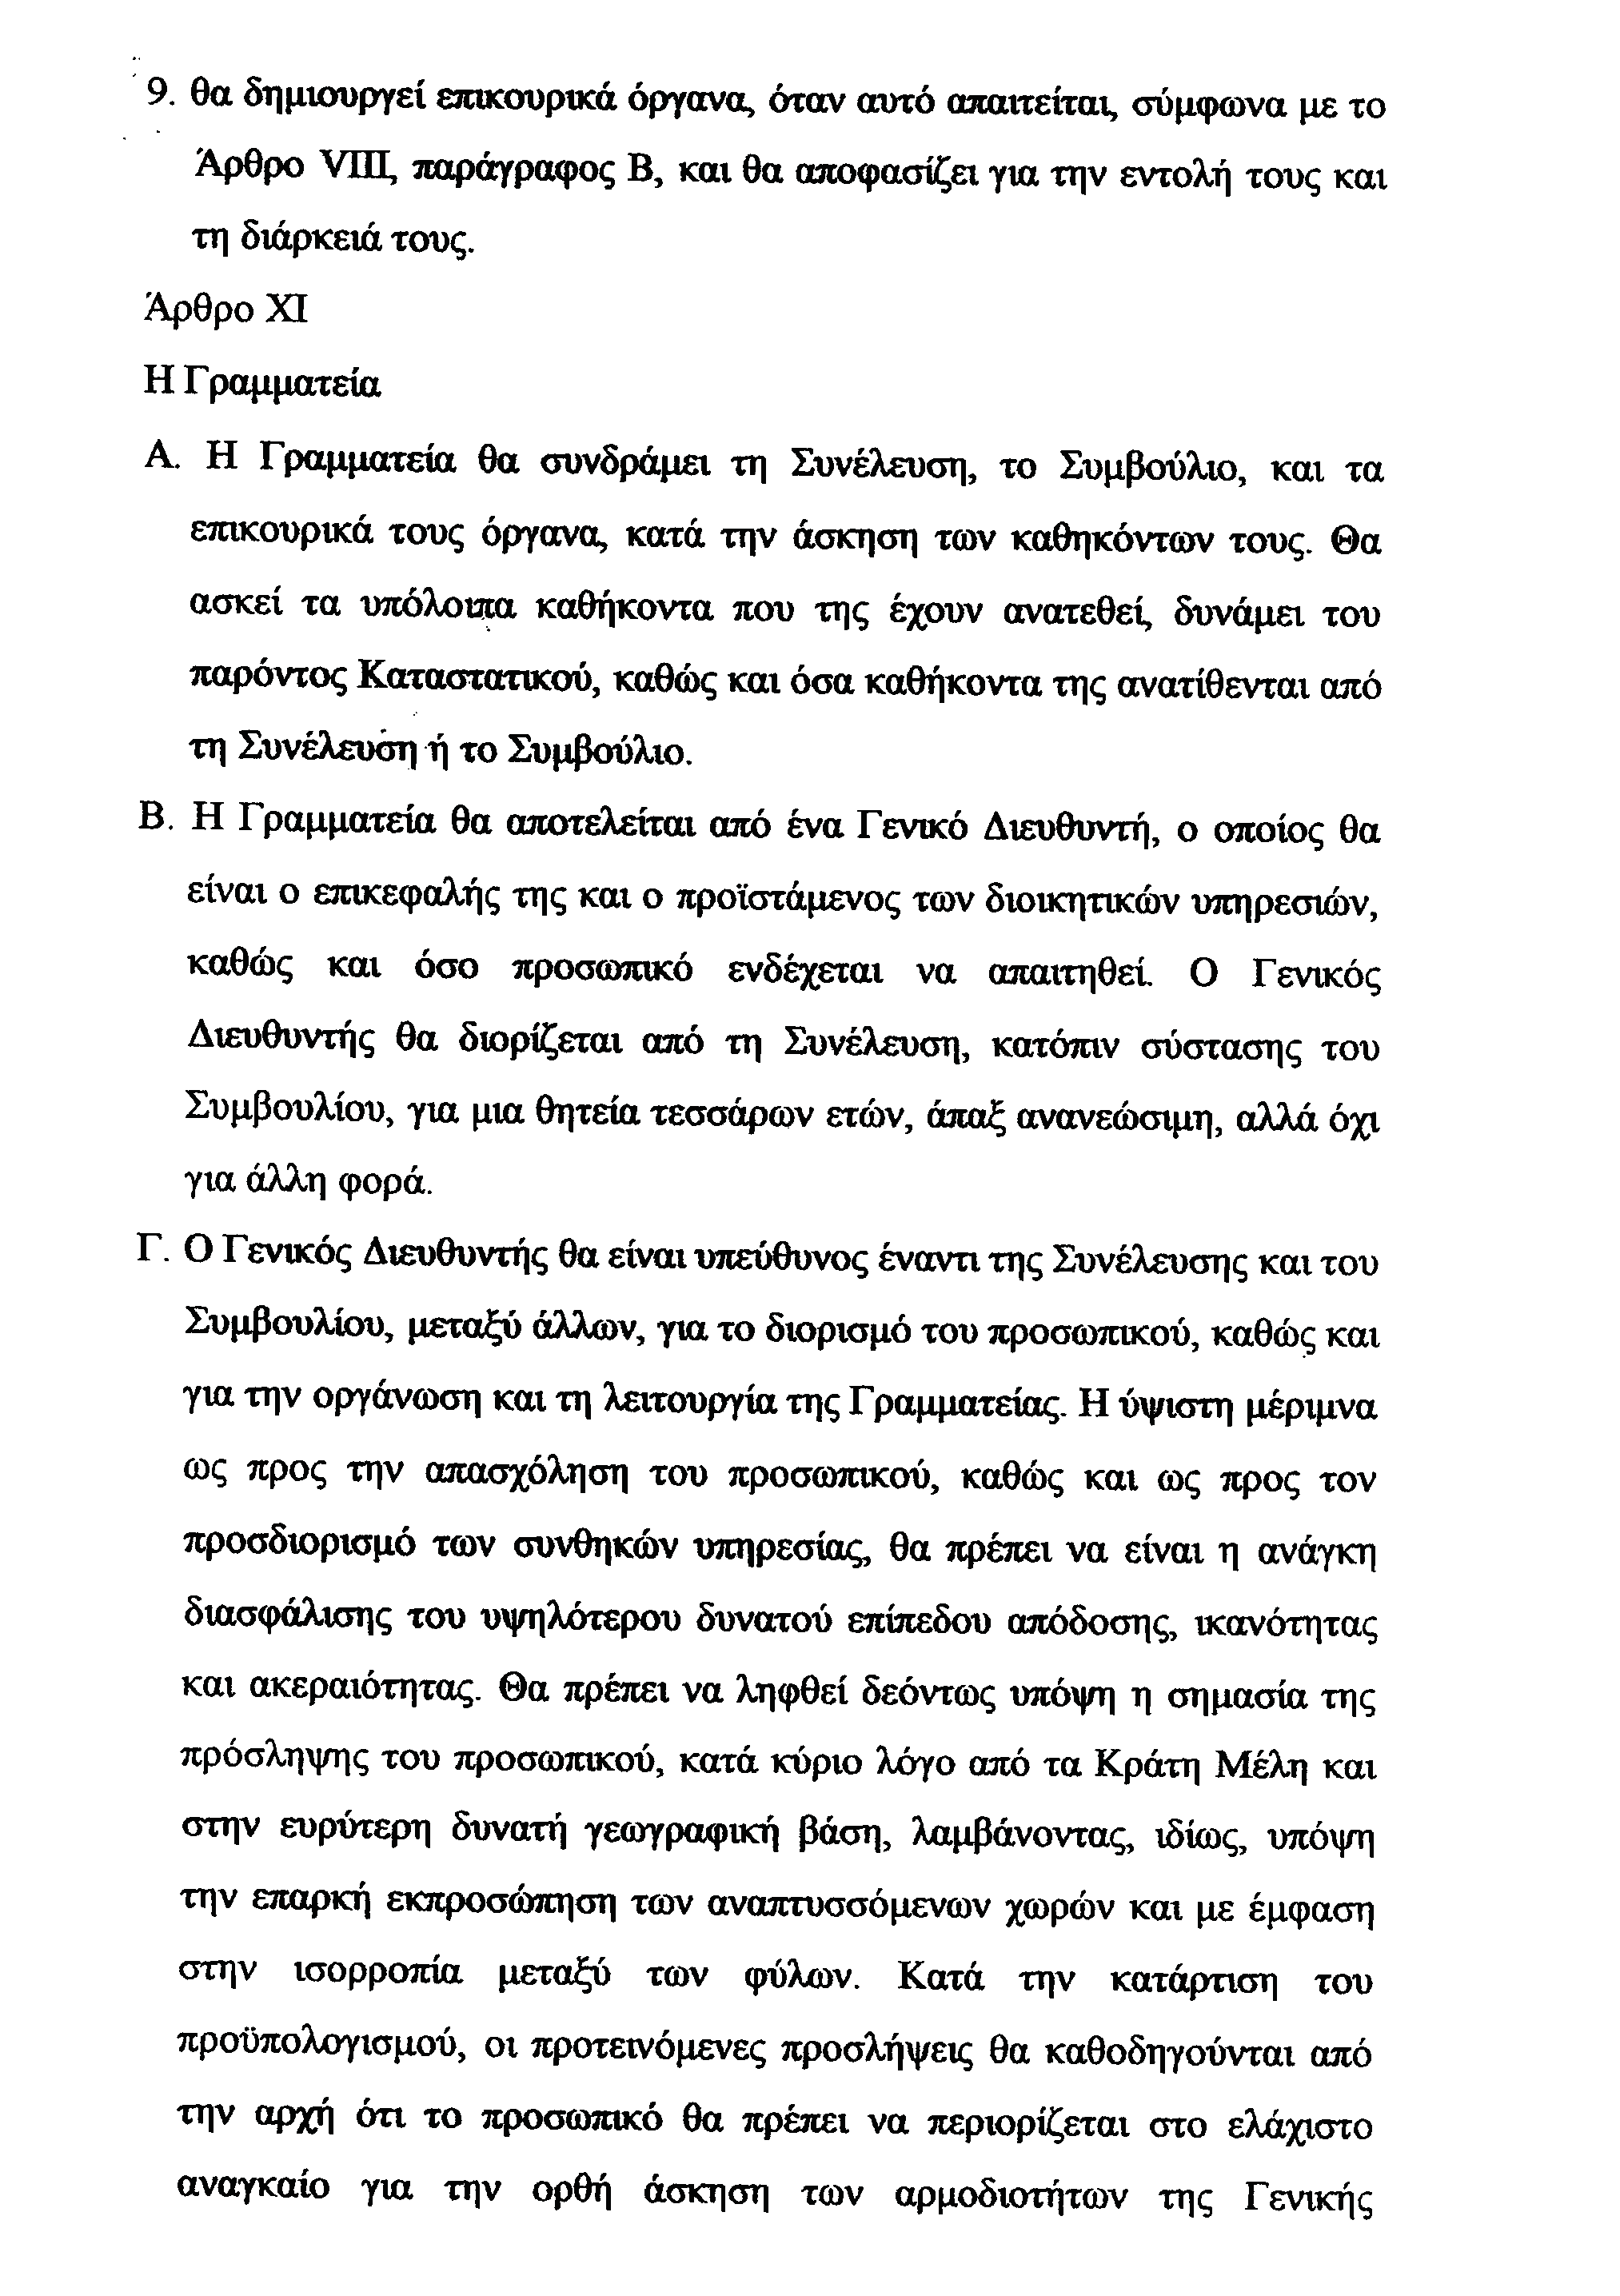 9. θα δημιουργεί επικουρικά όργανα, όταν αυτό απαιτείται, σύμφωνα με το
Άρθρο VIII, παράγραφος Β, και θα αποφασίζει για την εντολή τους και
τη διάρκειά τους.
Άρθρο XI
Η Γραμματεία
Α. Η Γραμματεία θα συνδράμει τη Συνέλευση, το Συμβούλιο, και τα
επικουρικά τους όργανα, κατά την άσκηση των καθηκόντων τους. Θα
ασκεί τα υπόλοιπα καθήκοντα που της έχουν ανατεθεί, δυνάμει του
παρόντος Καταστατικού, καθώς και όσα καθήκοντα της ανατίθενται από
τη Συνέλευση ή το Συμβούλιο.
Β. Η Γραμματεία θα αποτελείται από ένα Γενικό Διευθυντή, ο οποίος θα
είναι ο επικεφαλής της και ο προϊστάμενος των διοικητικών υπηρεσιών,
καθώς και όσο προσωπικό ενδέχεται να απαιτηθεί. Ο Γενικός
Διευθυντής θα διορίζεται από τη Συνέλευση, κατόπιν σύστασης του
Συμβουλίου, για μια θητεία τεσσάρων ετών, άπαξ ανανεώσιμη, αλλά όχι
για άλλη φορά.
Γ. Ο Γενικός Διευθυντής θα είναι υπεύθυνος έναντι της Συνέλευσης και του
Συμβουλίου, μεταξύ άλλων, για το διορισμό του προσωπικού, καθώς και
για την οργάνωση και τη λειτουργία της Γραμματείας. Η ύψιστη μέριμνα
ως προς την απασχόληση του προσωπικού, καθώς και ως προς τον
προσδιορισμό των συνθηκών υπηρεσίας, θα πρέπει να είναι η ανάγκη
διασφάλισης του υψηλότερου δυνατού επίπεδου απόδοσης, ικανότητας
και ακεραιότητας. Θα πρέπει να ληφθεί δεόντως υπόψη η σημασία της
πρόσληψης του προσωπικού, κατά κύριο λόγο από τα Κράτη Μέλη και
στην ευρύτερη δυνατή γεωγραφική βάση, λαμβάνοντας, ιδίως, υπόψη
την επαρκή εκπροσώπηση των αναπτυσσόμενων χωρών και με έμφαση
στην ισορροπία μεταξύ των φύλων. Κατά την κατάρτιση του
προϋπολογισμού, οι προτεινόμενες προσλήψεις θα καθοδηγούνται από
την αρχή ότι το προσωπικό θα πρέπει να περιορίζεται στο ελάχιστο
αναγκαίο για την ορθή άσκηση των αρμοδιοτήτων της Γενικής